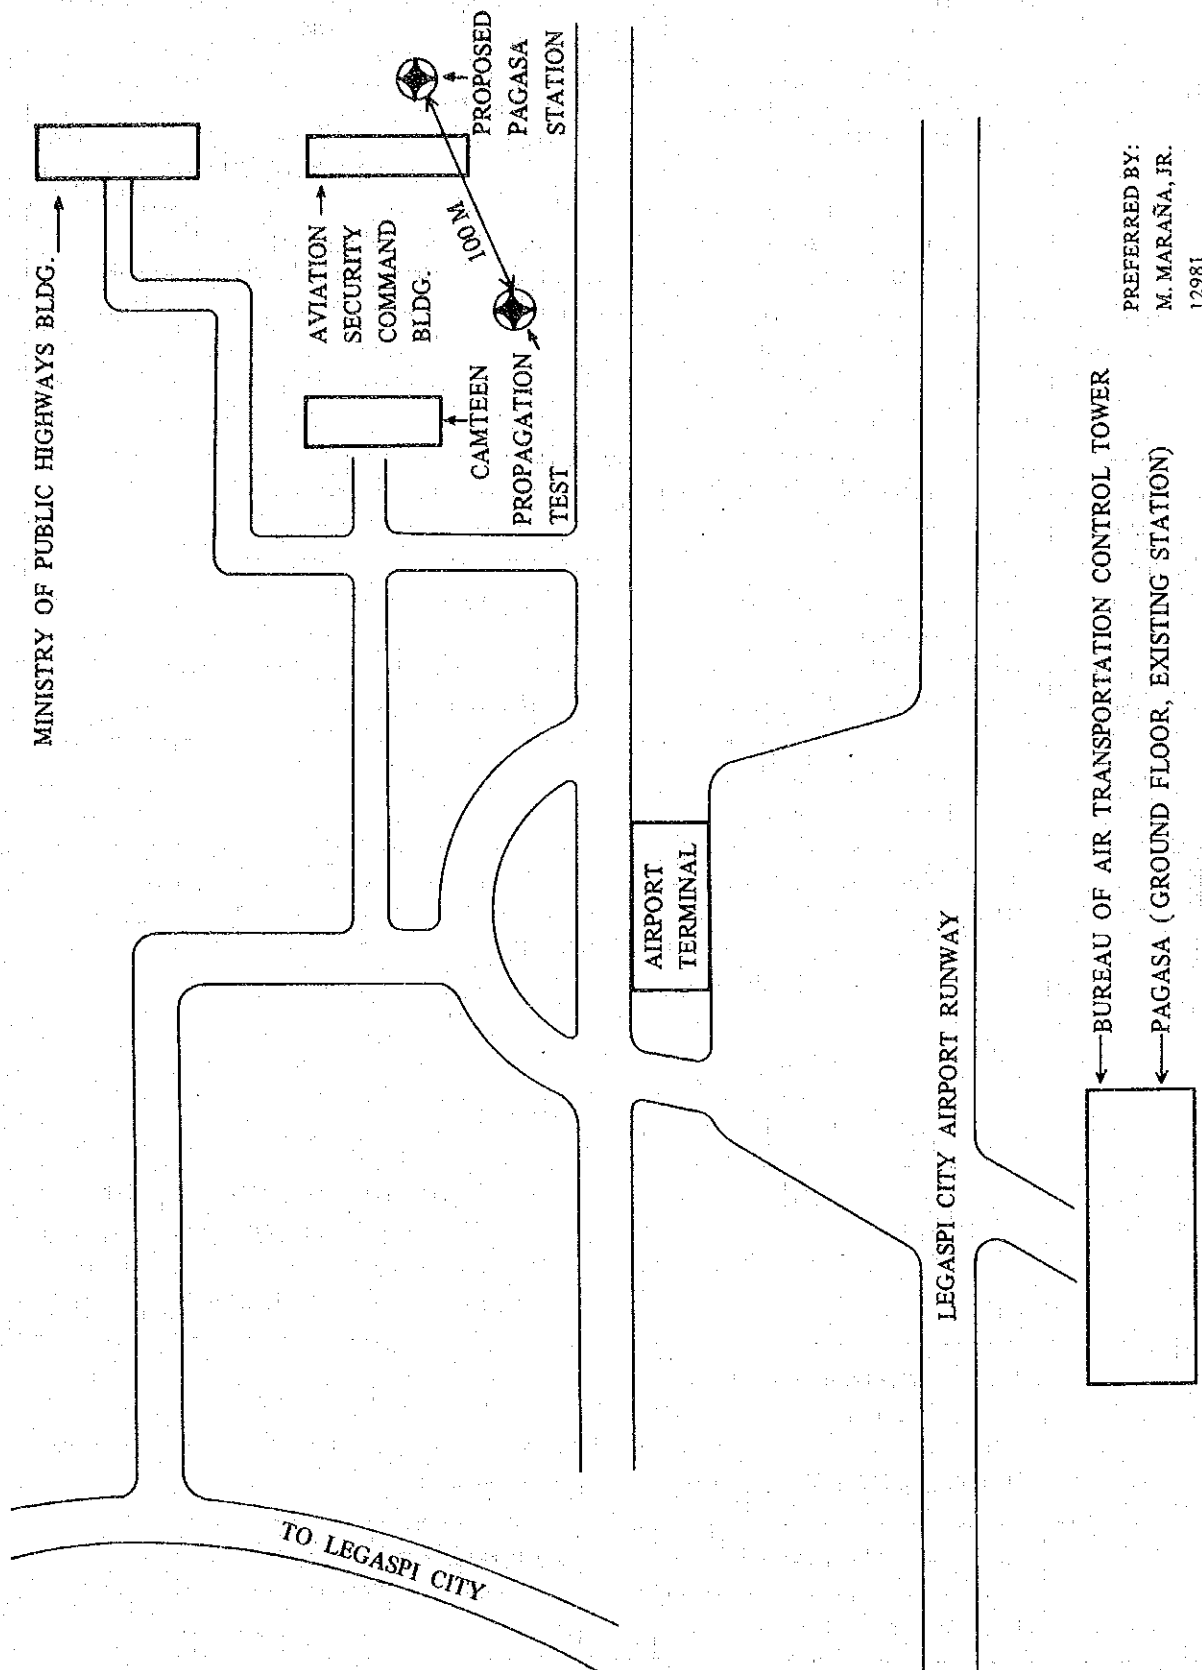 MINISTRY OF PUBLIC HIGHWAYS BLDG.
PROPOSED
PAGASA
STATION
AVIATION
SECURITY
COMMAND
BLDG.
100 M
CAMTEEN
PROPAGATION
TEST
AIRPORT
TERMINAL
LEGASPI CITY AIRPORT RUNWAY
TO LEGASPI CITY
BUREAU OF AIR TRANSPORTATION CONTROL TOWER
PAGASA (GROUND FLOOR, EXISTING STATION)
PREFERRED BY:
M. MARAÑA, JR.
12981